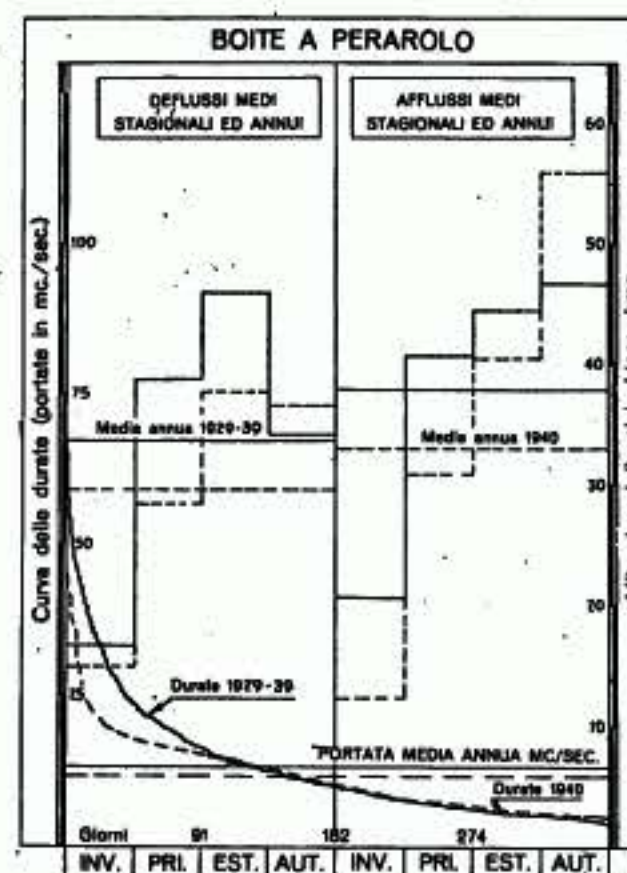 BOITE A PERAROLO
DEFLUSSI MEDI
STAGIONALI ED ANNUI
AFFLUSSI MEDI
STAGIONALI ED ANNUI
Curva delle durate (portate in mc./sec.)
100
75
50
60
50
40
30
20
10
Media annua 1929-39
Media annua 1940
Durate 1929-39
PORTATA MEDIA ANNUA MC/SEC.
Durate 1940
Giorni 91 182 274
INV. PRI. EST. AUT. INV. PRI. EST. AUT.